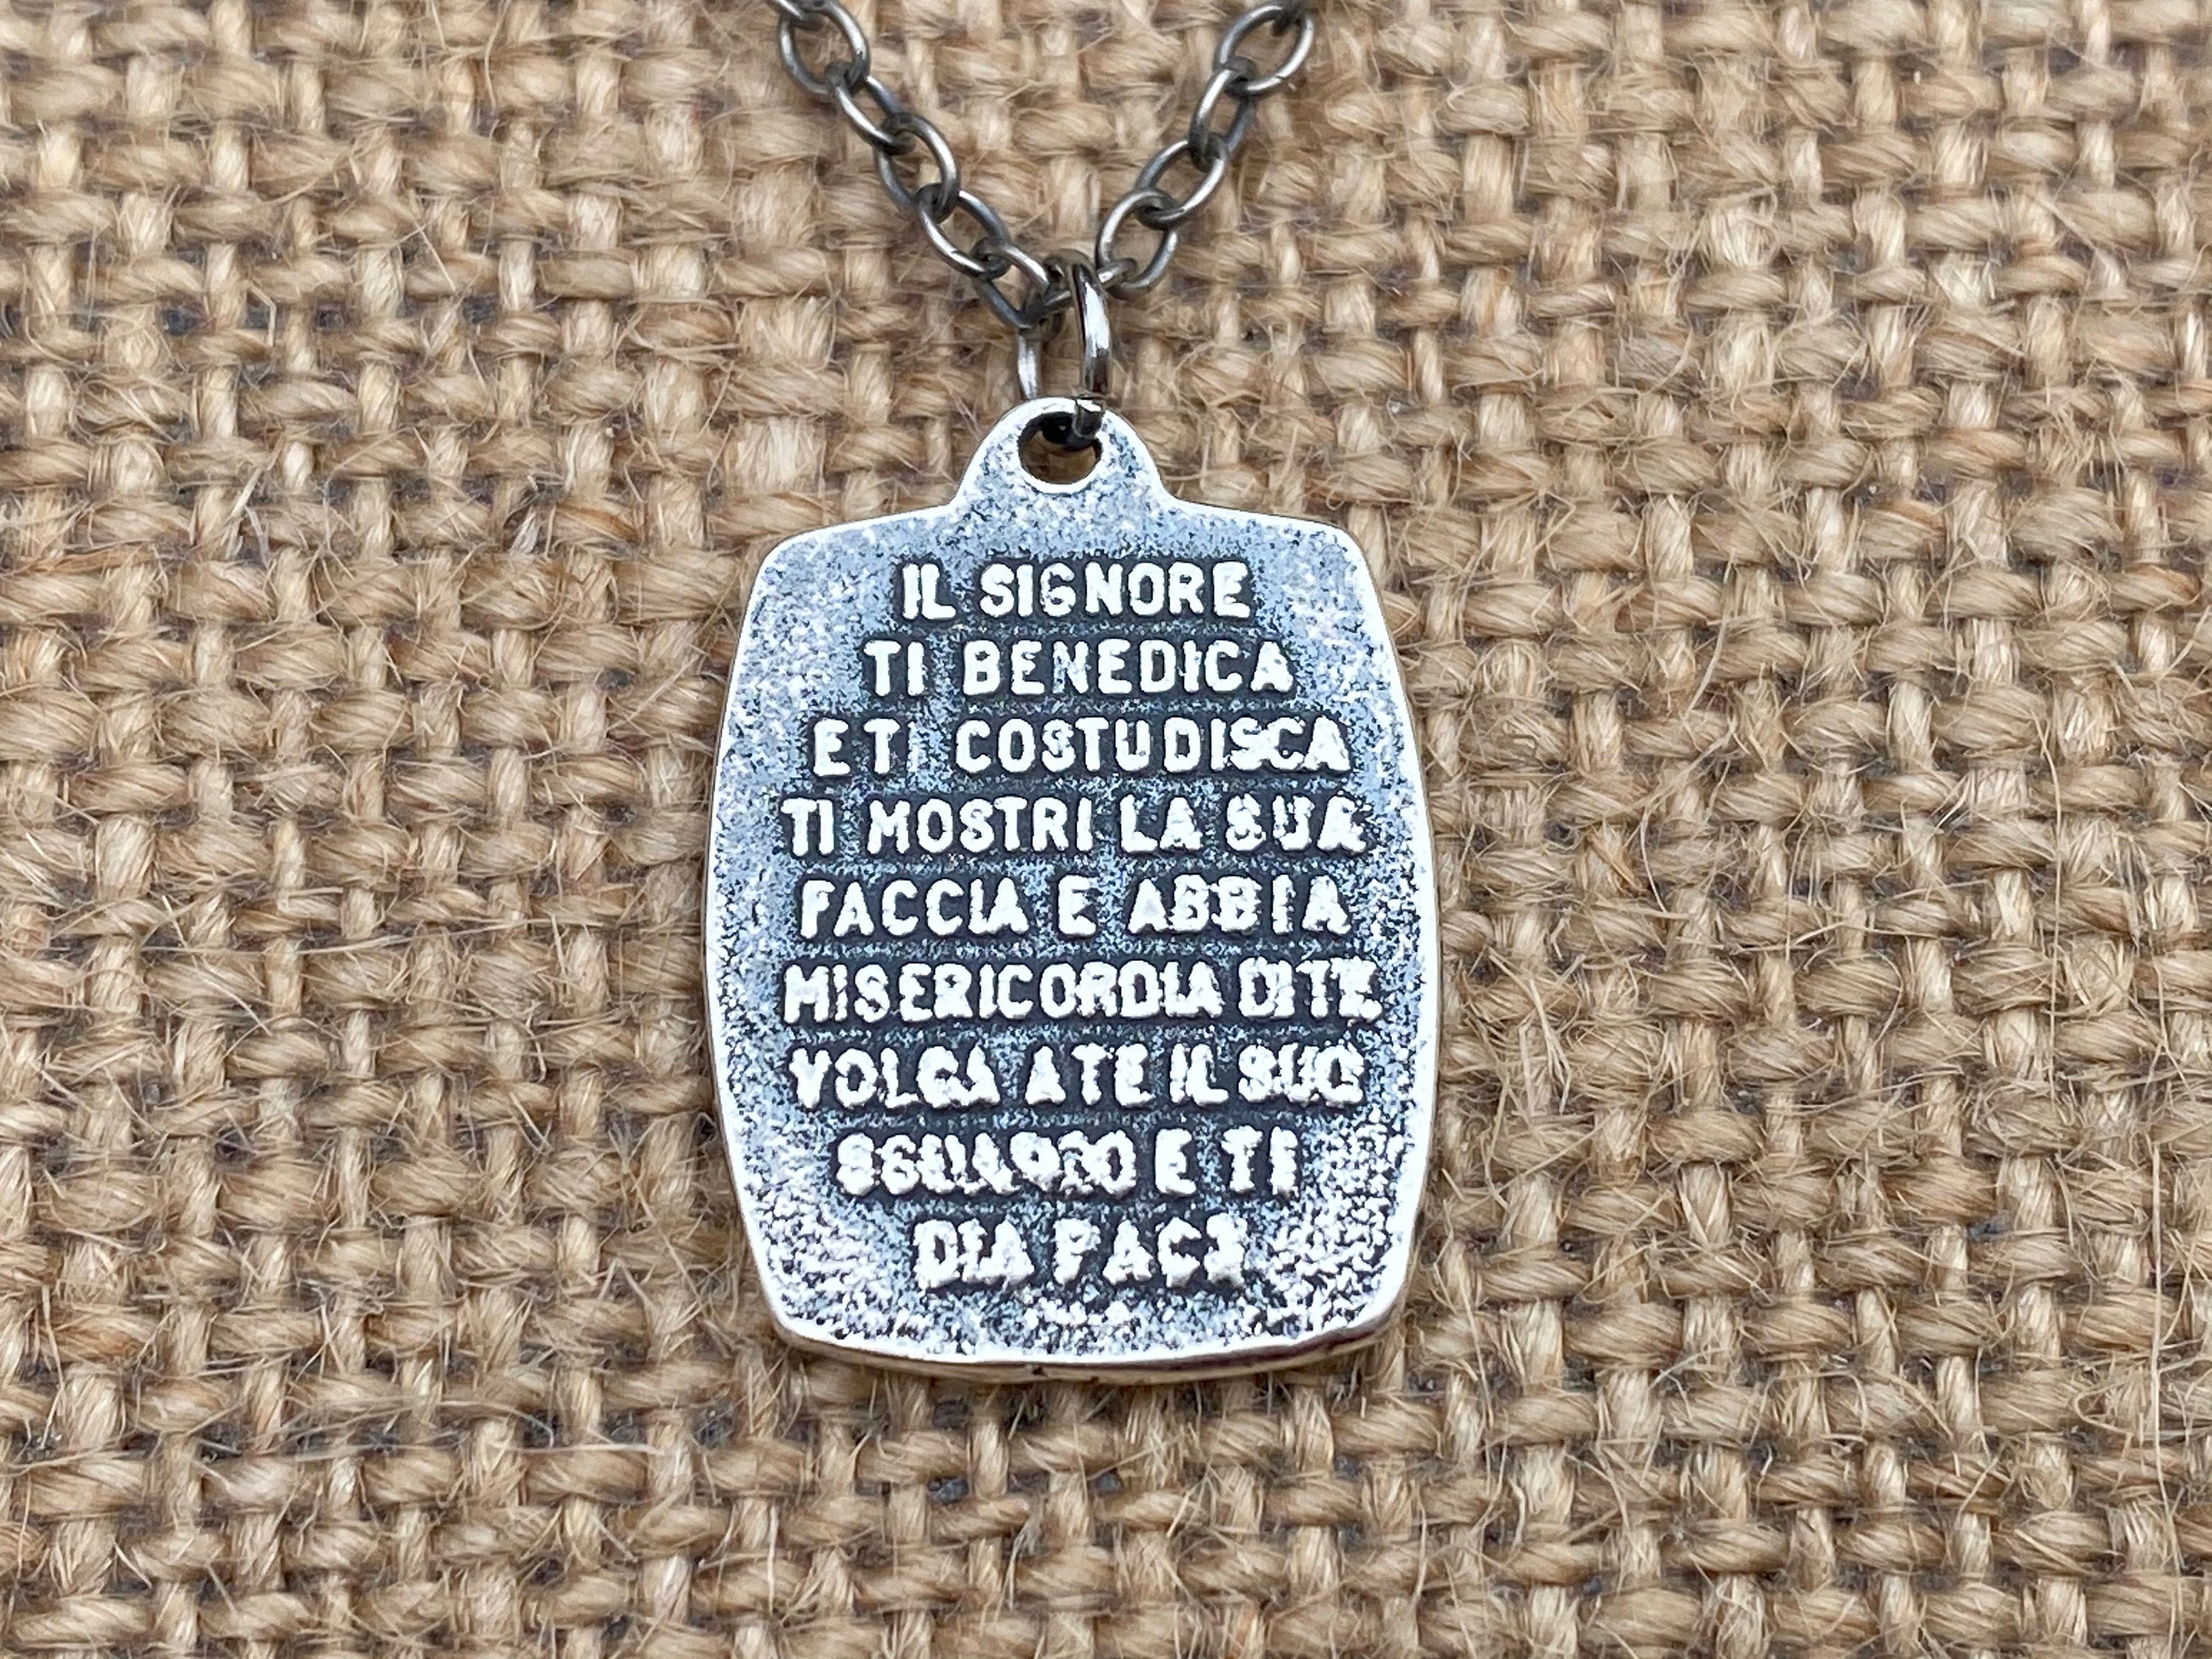 IL SIGNORE
TI BENEDICA
E TI COSTUDISCA
TI MOSTRI LA SUA
FACCIA E ABBIA
MISERICORDIA DI TE
VOLGA A TE IL SUO
SGUARDO E TI
DIA PACE